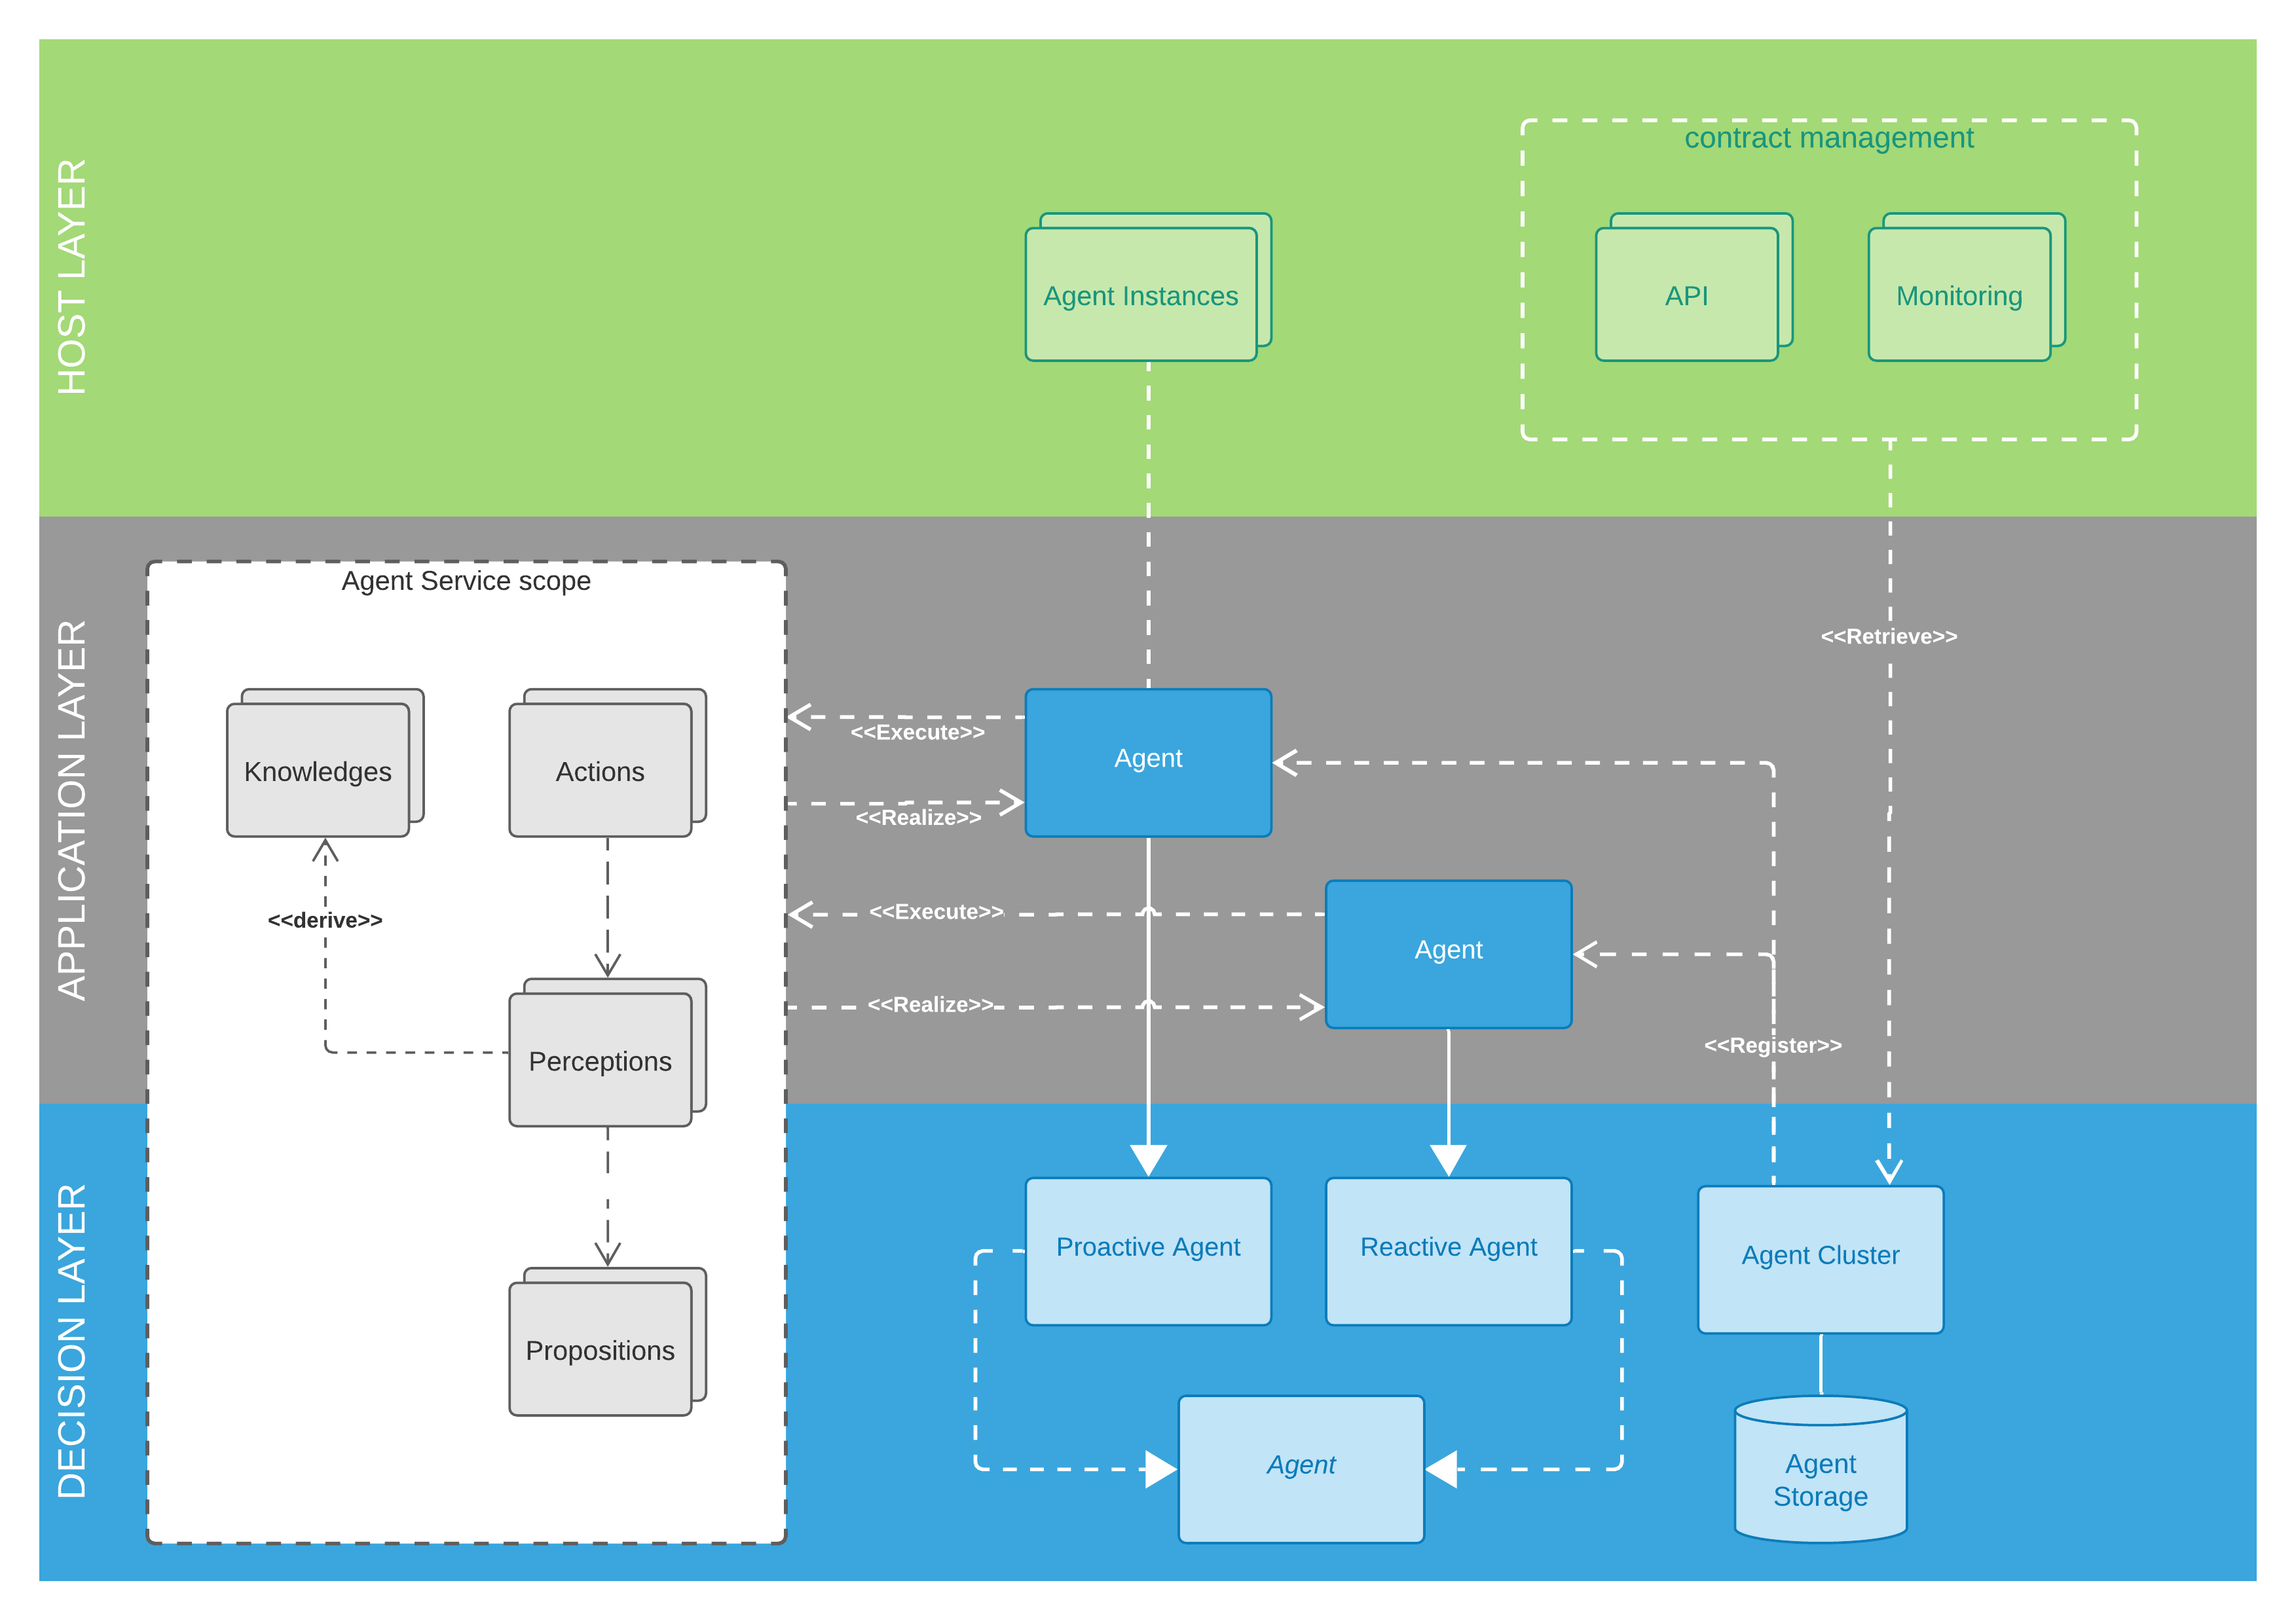 HOST LAYER
contract management
Agent Instances
API
Monitoring
APPLICATION LAYER
Agent Service scope
<<Retrieve>>
Knowledges
Actions
<<Execute>>
Agent
<<Realize>>
<<derive>>
<<Execute>>
Agent
<<Realize>>
<<Register>>
Perceptions
DECISION LAYER
Proactive Agent
Reactive Agent
Agent Cluster
Propositions
Agent
Agent
Storage